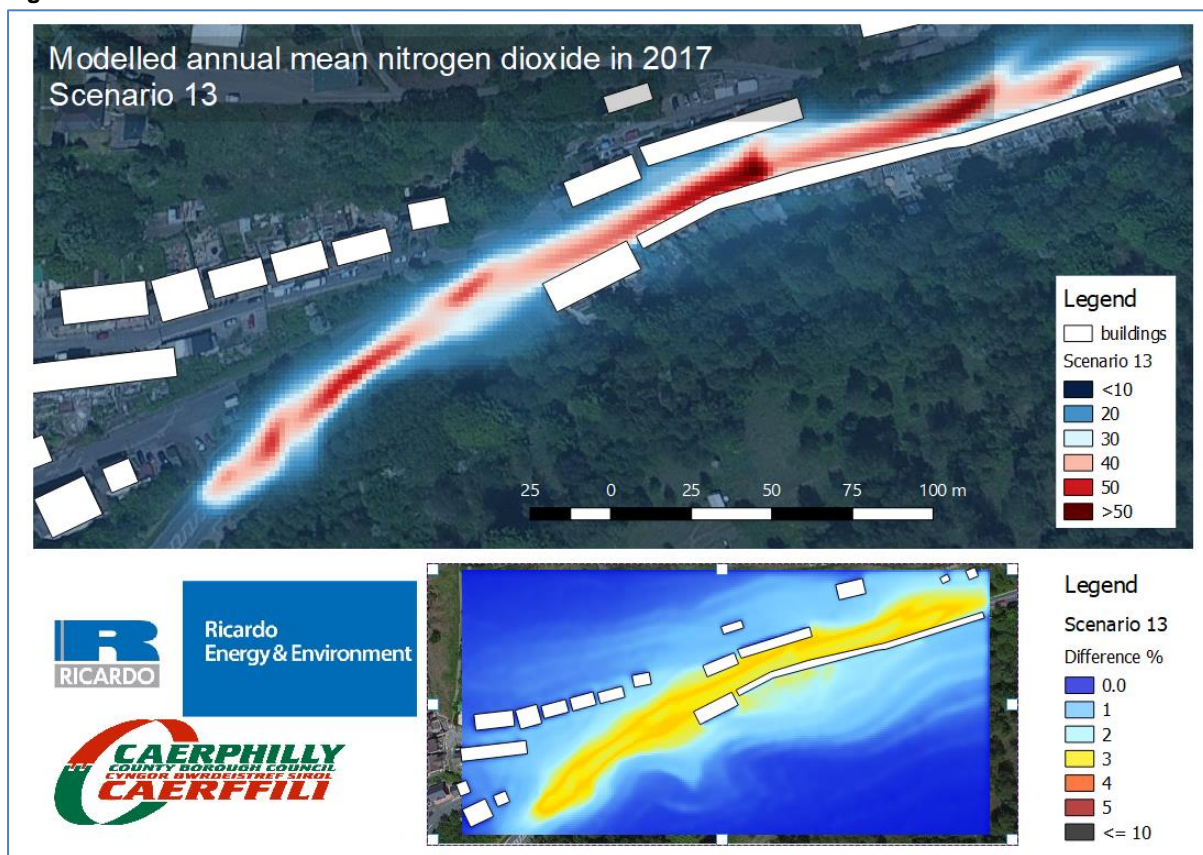 Modelled annual mean nitrogen dioxide in 2017
Scenario 13
Legend
buildings
Scenario 13
<10
20
30
40
50
>50
25 0 25 50 75 100 m
R
RICARDO
Ricardo
Energy & Environment
CAERPHILLY
COUNTY BOROUGH COUNCIL
CYNGOR BWRDEISTREF SIROL
CAERFFILI
Legend
Scenario 13
Difference %
0.0
1
2
3
4
5
<= 10